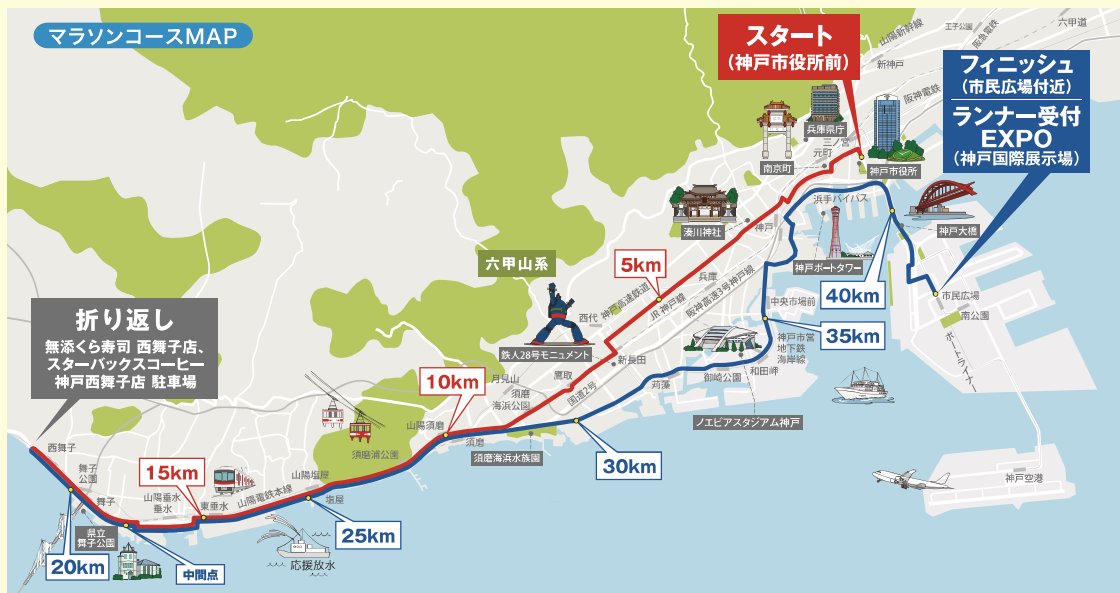 マラソンコースMAP
スタート
(神戸市役所前)
フィニッシュ
(市民広場付近)
ランナー受付
EXPO
(神戸国際展示場)
山陽新幹線
王子公園
阪急電鉄
六甲道
新神戸
阪神電鉄
兵庫県庁
三ノ宮
元町
南京町
神戸市役所
浜手バイパス
湊川神社
神戸
神戸大橋
神戸ポートタワー
六甲山系
5km
兵庫
40km
市民広場
南公園
ポートライナー
神戸高速鉄道
JR 神戸線
阪神高速3号神戸線
中央市場前
西代
35km
神戸市営
地下鉄
海岸線
折り返し
無添くら寿司 西舞子店、
スターバックスコーヒー
神戸西舞子店 駐車場
鉄人28号モニュメント
新長田
鷹取
月見山
須磨
海浜公園
国道2号
苅藻
御崎公園
和田岬
10km
ノエビアスタジアム神戸
山陽須磨
須磨
須磨浦公園
須磨海浜水族園
30km
西舞子
舞子
公園
舞子
15km
山陽垂水
垂水
東垂水
山陽電鉄本線
山陽塩屋
塩屋
神戸空港
県立
舞子公園
25km
20km
中間点
応援放水